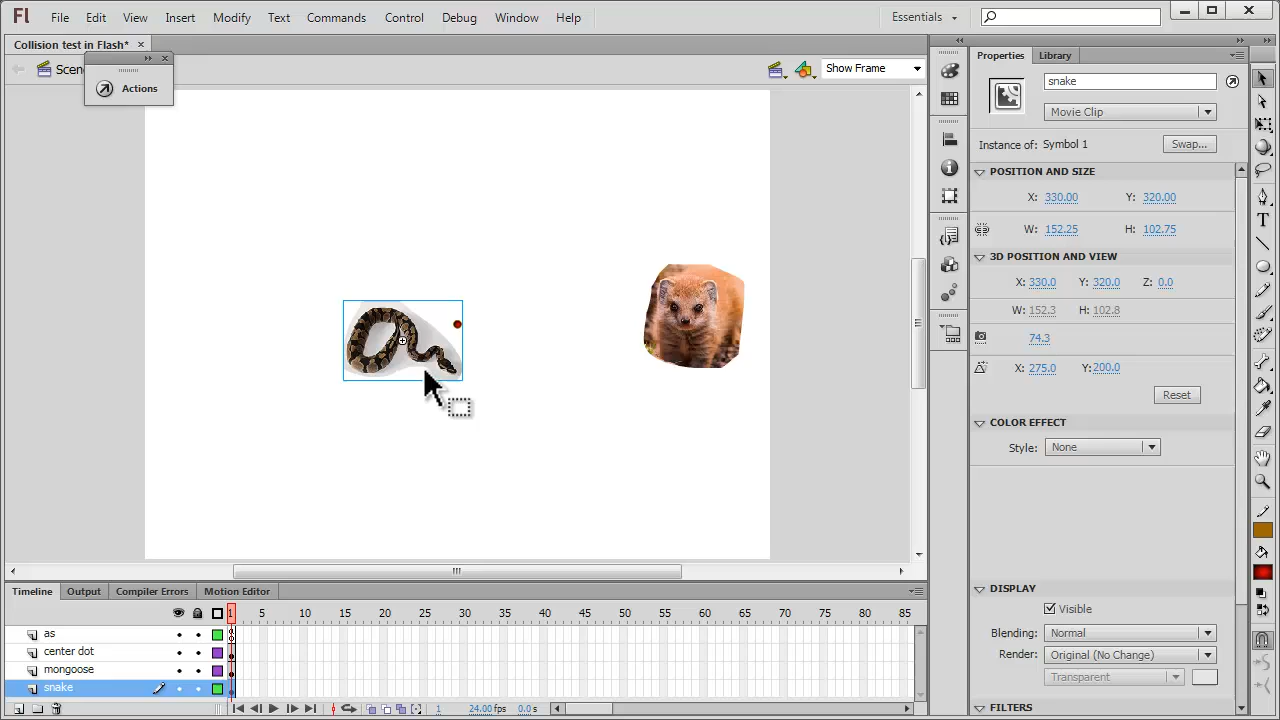 Fl File Edit View Insert Modify Text Commands Control Debug Window Help Essentials
Collision test in Flash* ×
Scene Show Frame
Actions
Properties Library
snake
Movie Clip
Instance of: Symbol 1 Swap...
POSITION AND SIZE
X: 330.00 Y: 320.00
W: 152.25 H: 102.75
3D POSITION AND VIEW
X: 330.0 Y: 320.0 Z: 0.0
W: 152.3 H: 102.8
74.3
X: 275.0 Y: 200.0
Reset
COLOR EFFECT
Style: None
DISPLAY
Visible
Blending: Normal
Render: Original (No Change)
Transparent
FILTERS
Timeline Output Compiler Errors Motion Editor
1 5 10 15 20 25 30 35 40 45 50 55 60 65 70 75 80 85
as
center dot
mongoose
snake
1 24.00 fps 0.0 s